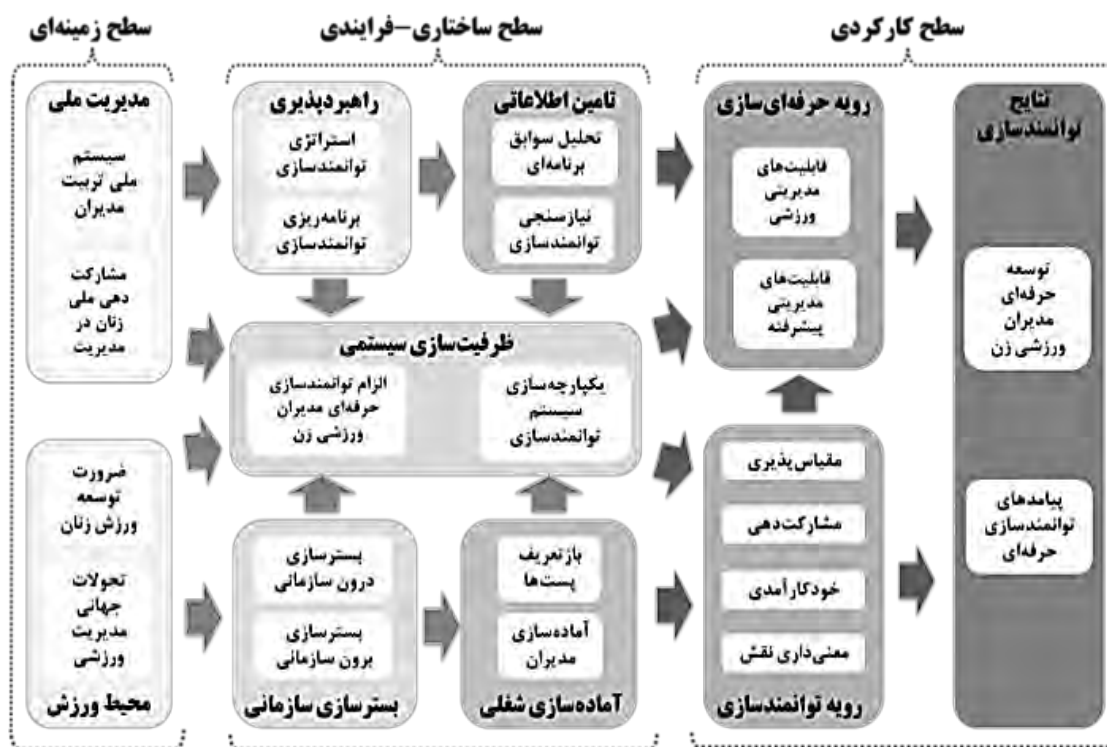 سطح زمینه‌ای
مدیریت ملی
سیستم
ملی تربیت
مدیران
مشارکت
دهی ملی
زنان در
مدیریت
ضرورت
توسعه
ورزش زنان
تحولات
جهانی
مدیریت
ورزشی
محیط ورزش
سطح ساختاری-فرایندی
راهبردپذیری
استراتژی
توانمندسازی
برنامه‌ریزی
توانمندسازی
تامین اطلاعاتی
تحلیل سوابق
برنامه‌ای
نیازسنجی
توانمندسازی
ظرفیت‌سازی سیستمی
الزام توانمندسازی
حرفه‌ای مدیران
ورزشی زن
یکپارچه‌سازی
سیستم
توانمندسازی
بسترسازی
درون سازمانی
بسترسازی
برون سازمانی
بسترسازی سازمانی
بازتعریف
پست‌ها
آماده‌سازی
مدیران
آماده‌سازی شغلی
سطح کارکردی
رویه حرفه‌ای‌سازی
قابلیت‌های
مدیریتی
ورزشی
قابلیت‌های
مدیریتی
پیشرفته
مقیاس‌پذیری
مشارکت‌دهی
خودکارآمدی
معنی‌داری نقش
رویه توانمندسازی
نتایج
توانمندسازی
توسعه
حرفه‌ای
مدیران
ورزشی زن
پیامدهای
توانمندسازی
حرفه‌ای